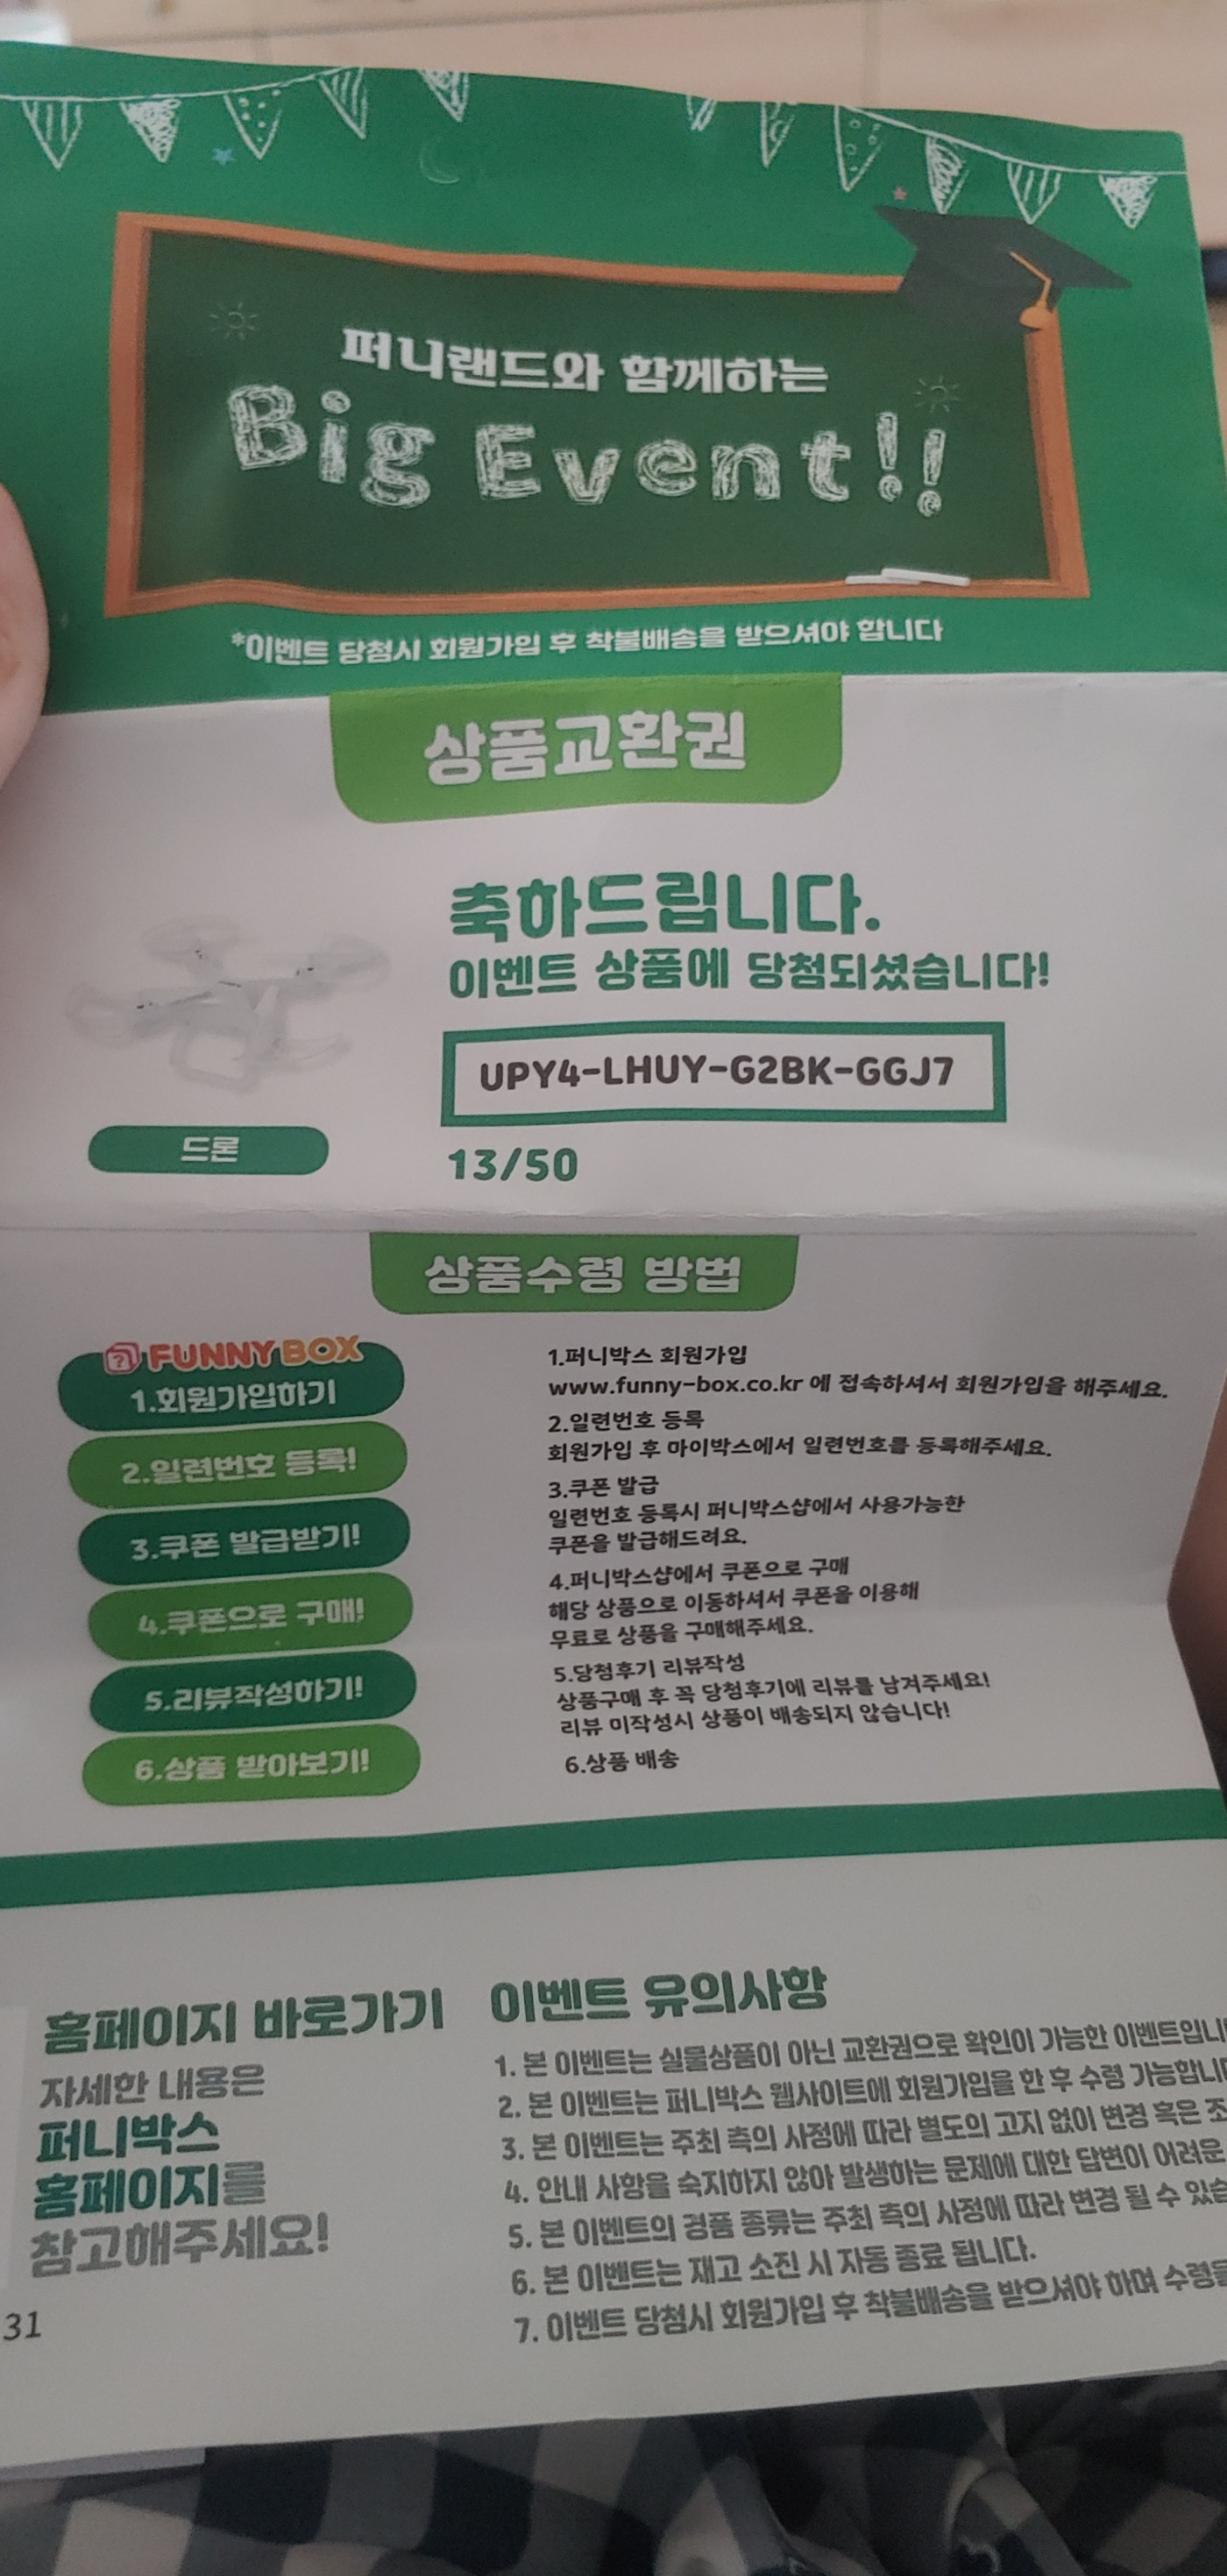 퍼니랜드와 함께하는
Big Event!!
*이벤트 당첨시 회원가입 후 착불배송을 받으셔야 합니다
상품교환권
축하드립니다.
이벤트 상품에 당첨되셨습니다!
UPY4-LHUY-G2BK-GGJ7
드론
13/50
상품수령 방법
FUNNY BOX
1.회원가입하기
2.일련번호 등록!
3.쿠폰 발급받기!
4.쿠폰으로 구매!
5.리뷰작성하기!
6.상품 받아보기!
1.퍼니박스 회원가입
www.funny-box.co.kr 에 접속하셔서 회원가입을 해주세요.
2.일련번호 등록
회원가입 후 마이박스에서 일련번호를 등록해주세요.
3.쿠폰 발급
일련번호 등록시 퍼니박스샵에서 사용가능한
쿠폰을 발급해드려요.
4.퍼니박스샵에서 쿠폰으로 구매
해당 상품으로 이동하셔서 쿠폰을 이용해
무료로 상품을 구매해주세요.
5.당첨후기 리뷰작성
상품구매 후 꼭 당첨후기에 리뷰를 남겨주세요!
리뷰 미작성시 상품이 배송되지 않습니다!
6.상품 배송
홈페이지 바로가기
자세한 내용은
퍼니박스
홈페이지를
참고해주세요!
31
이벤트 유의사항
1. 본 이벤트는 실물상품이 아닌 교환권으로 확인이 가능한
2. 본 이벤트는 퍼니박스 웹사이트에 회원가입을 한 후 수령
3. 본 이벤트는 주최 측의 사정에 따라 별도의 고지 없이 변경 혹은
4. 안내 사항을 숙지하지 않아 발생하는 문제에 대한 답변이 어려운
5. 본 이벤트의 경품 종류는 주최 측의 사정에 따라 변경 될 수
6. 본 이벤트는 재고 소진 시 자동 종료 됩니다.
7. 이벤트 당첨시 회원가입 후 착불배송을 받으셔야 하며